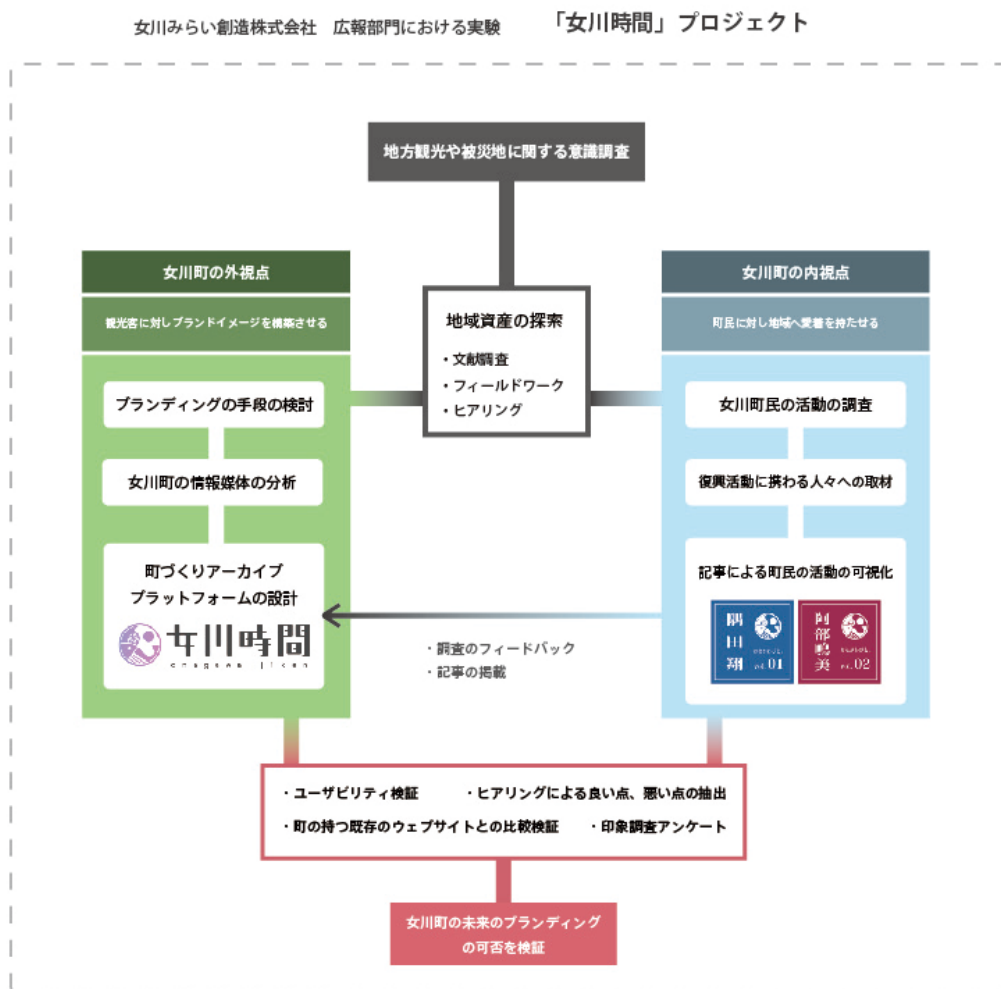 女川みらい創造株式会社　広報部門における実験　「女川時間」プロジェクト
地方観光や被災地に関する意識調査
女川町の外視点
観光客に対しブランドイメージを構築させる
ブランディングの手段の検討
女川町の情報媒体の分析
町づくりアーカイブ
プラットフォームの設計
女川時間
onagawa jikan
地域資産の探索
・文献調査
・フィールドワーク
・ヒアリング
女川町の内視点
町民に対し地域へ愛着を持たせる
女川町民の活動の調査
復興活動に携わる人々への取材
記事による町民の活動の可視化
隅田翔
vol.01
阿部鳴美
vol.02
・調査のフィードバック
・記事の掲載
・ユーザビリティ検証　・ヒアリングによる良い点、悪い点の抽出
・町の持つ既存のウェブサイトとの比較検証　・印象調査アンケート
女川町の未来のブランディング
の可否を検証